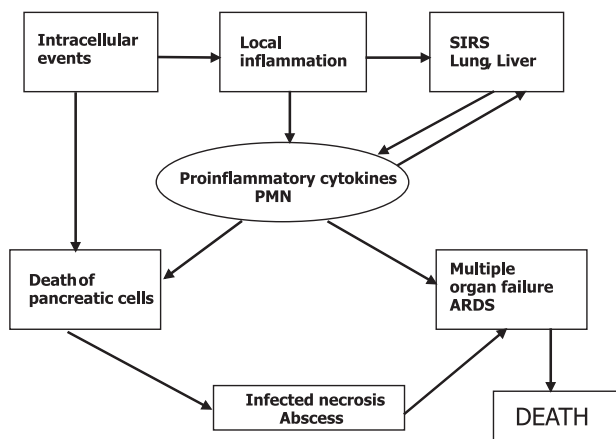 Intracellular
events
Local
inflammation
SIRS
Lung, Liver
Proinflammatory cytokines
PMN
Death of
pancreatic cells
Multiple
organ failure
ARDS
Infected necrosis
Abscess
DEATH